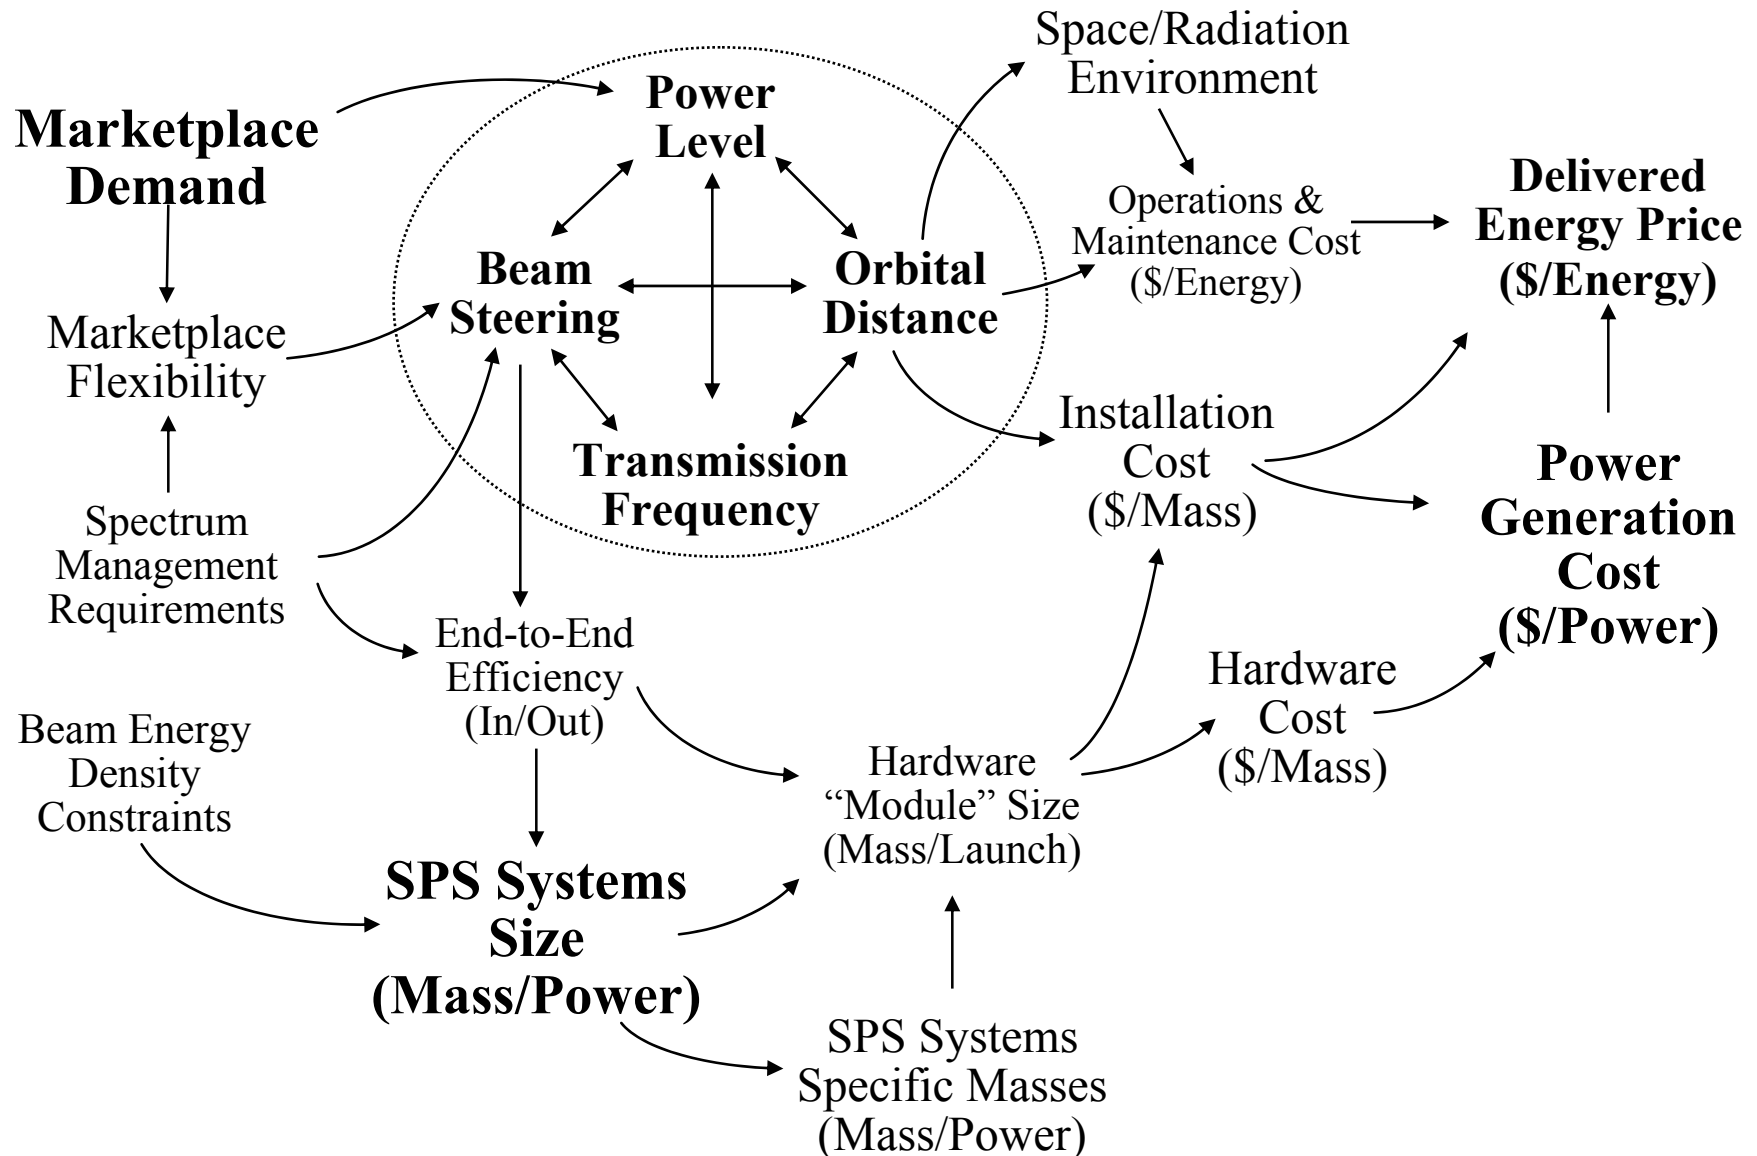 Space/Radiation
Environment
Power
Level
Marketplace
Demand
Delivered
Energy Price
($/Energy)
Operations &
Maintenance Cost
($/Energy)
Beam
Steering
Orbital
Distance
Marketplace
Flexibility
Installation
Cost
($/Mass)
Transmission
Frequency
Power
Generation
Cost
($/Power)
Spectrum
Management
Requirements
End-to-End
Efficiency
(In/Out)
Hardware
Cost
($/Mass)
Beam Energy
Density
Constraints
Hardware
“Module” Size
(Mass/Launch)
SPS Systems
Size
(Mass/Power)
SPS Systems
Specific Masses
(Mass/Power)